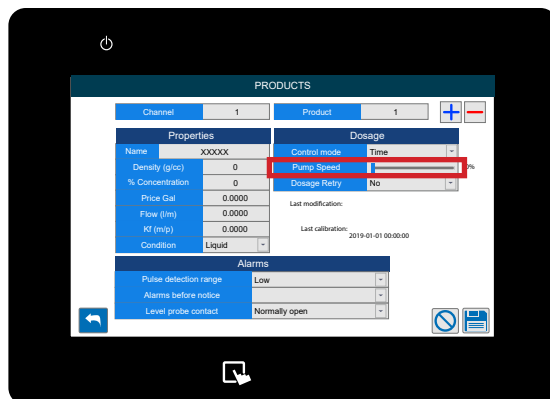 PRODUCTS
Channel 1 Product 1
Properties
Name XXXXX
Density (g/cc) 0
% Concentration 0
Price Gal 0.0000
Flow (l/m) 0.0000
Kf (m/p) 0.0000
Condition Liquid
Dosage
Control mode Time
Pump Speed
Dosage Retry No
Last modification:
Last calibration: 2019-01-01 00:00:00
Alarms
Pulse detection range Low
Alarms before notice
Level probe contact Normally open